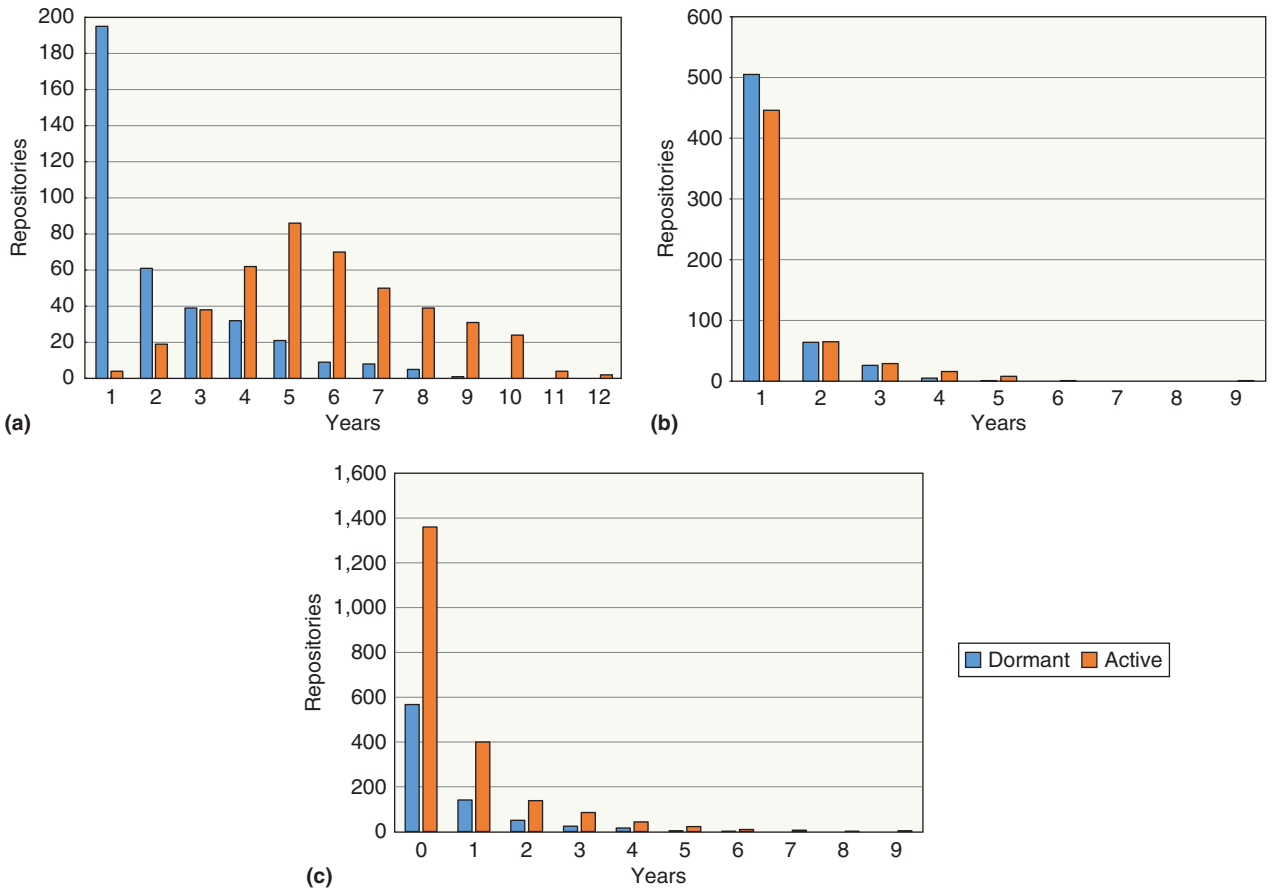 200
180
160
140
120
100
80
60
40
20
0
Repositories
1 2 3 4 5 6 7 8 9 10 11 12
Years
(a)
600
500
400
300
200
100
0
Repositories
1 2 3 4 5 6 7 8 9
Years
(b)
1,600
1,400
1,200
1,000
800
600
400
200
0
Repositories
0 1 2 3 4 5 6 7 8 9
Years
(c)
Dormant Active